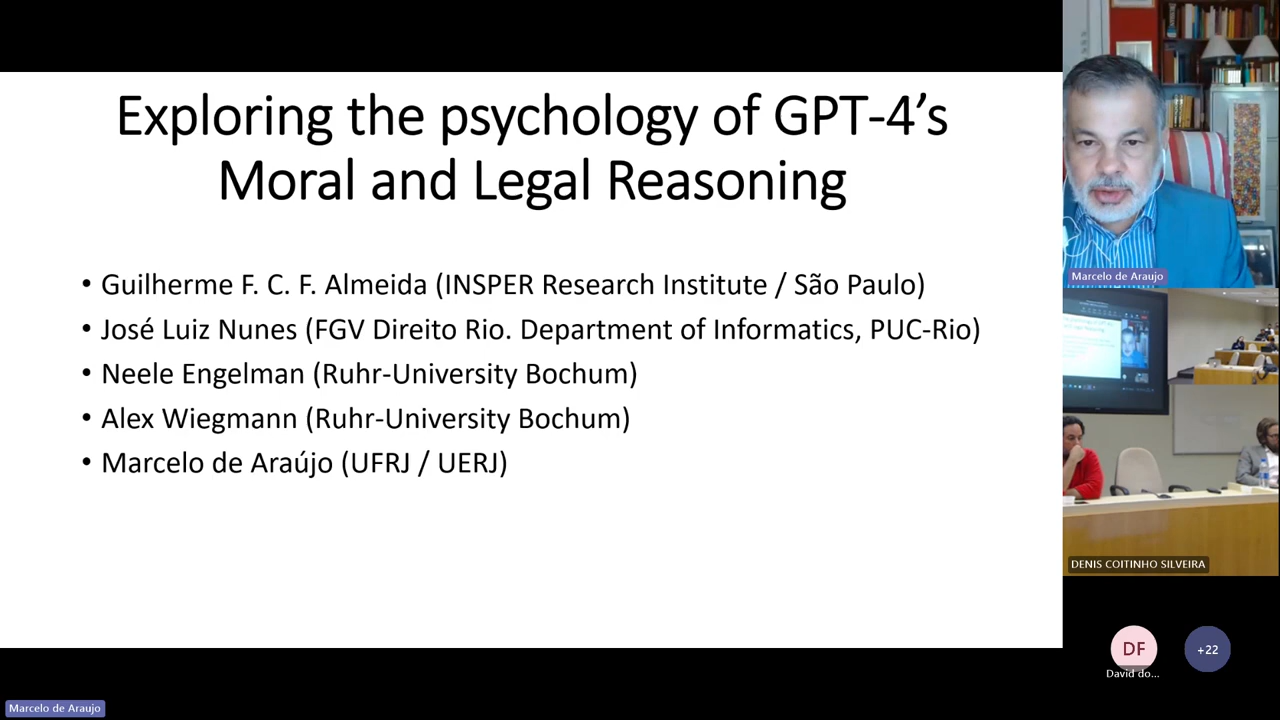 Exploring the psychology of GPT-4’s
Moral and Legal Reasoning
• Guilherme F. C. F. Almeida (INSPER Research Institute / São Paulo)
• José Luiz Nunes (FGV Direito Rio. Department of Informatics, PUC-Rio)
• Neele Engelman (Ruhr-University Bochum)
• Alex Wiegmann (Ruhr-University Bochum)
• Marcelo de Araújo (UFRJ / UERJ)
Marcelo de Araujo
DENIS COITINHO SILVEIRA
DF
David do...
+22
Marcelo de Araujo